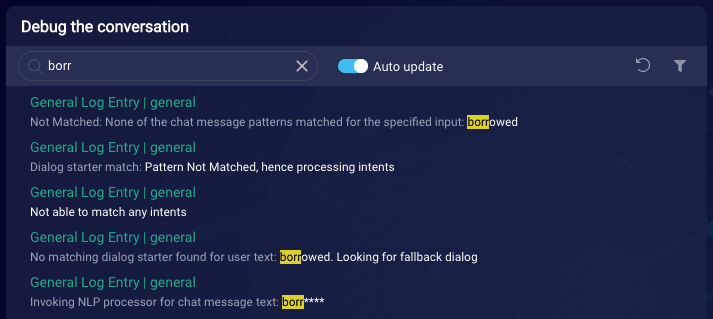 Debug the conversation
borr
Auto update
General Log Entry | general
Not Matched: None of the chat message patterns matched for the specified input: borrowed
General Log Entry | general
Dialog starter match: Pattern Not Matched, hence processing intents
General Log Entry | general
Not able to match any intents
General Log Entry | general
No matching dialog starter found for user text: borrowed. Looking for fallback dialog
General Log Entry | general
Invoking NLP processor for chat message text: borr****